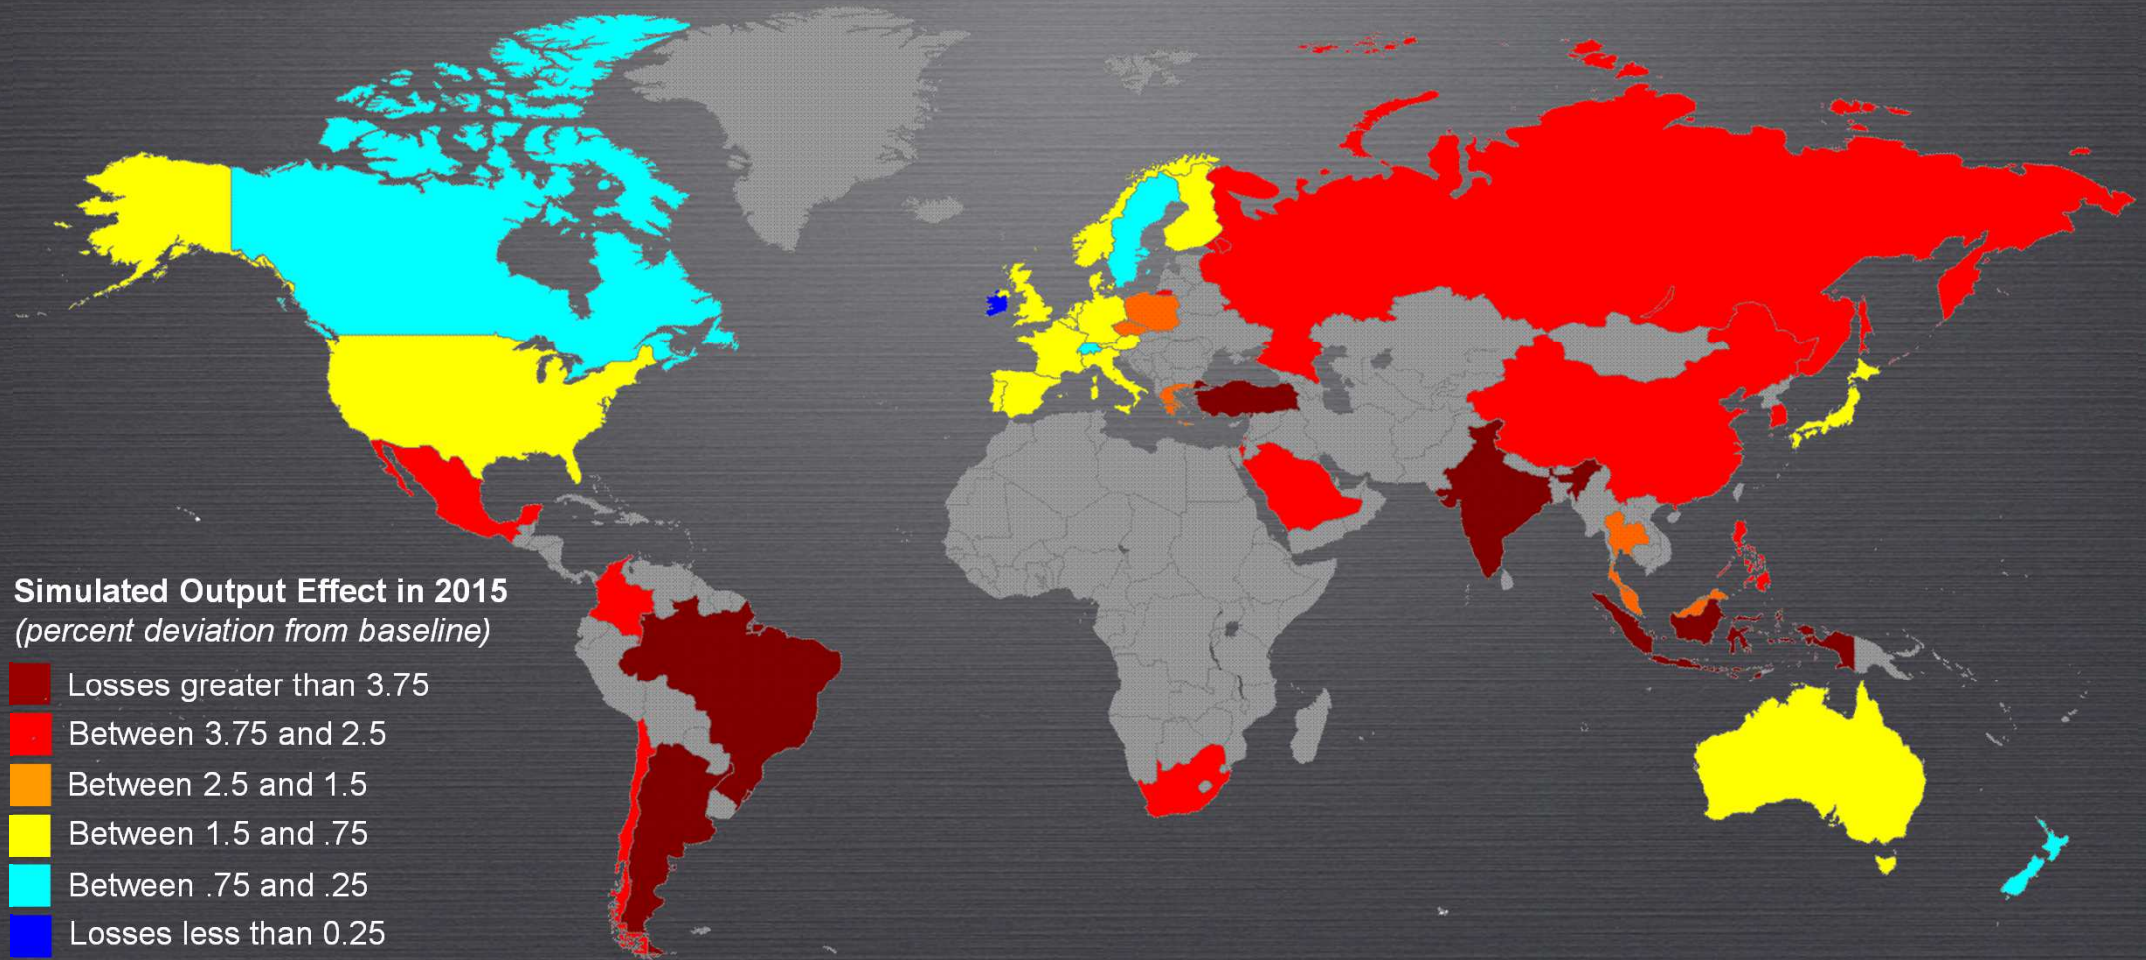 Simulated Output Effect in 2015
(percent deviation from baseline)
Losses greater than 3.75
Between 3.75 and 2.5
Between 2.5 and 1.5
Between 1.5 and .75
Between .75 and .25
Losses less than 0.25